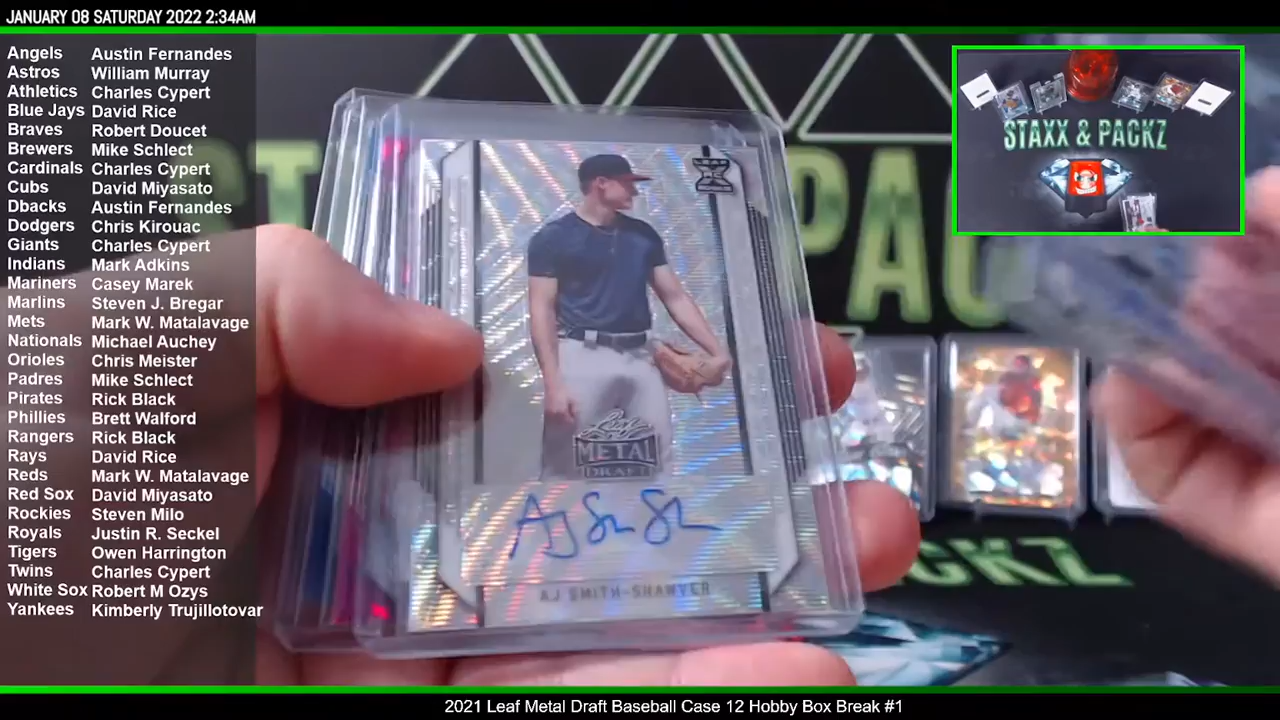 JANUARY 08 SATURDAY 2022 2:34AM
Angels Austin Fernandes
Astros William Murray
Athletics Charles Cypert
Blue Jays David Rice
Braves Robert Doucet
Brewers Mike Schlect
Cardinals Charles Cypert
Cubs David Miyasato
Dbacks Austin Fernandes
Dodgers Chris Kirouac
Giants Charles Cypert
Indians Mark Adkins
Mariners Casey Marek
Marlins Steven J. Bregar
Mets Mark W. Matalavage
Nationals Michael Auchey
Orioles Chris Meister
Padres Mike Schlect
Pirates Rick Black
Phillies Brett Walford
Rangers Rick Black
Rays David Rice
Reds Mark W. Matalavage
Red Sox David Miyasato
Rockies Steven Milo
Royals Justin R. Seckel
Tigers Owen Harrington
Twins Charles Cypert
White Sox Robert M Ozys
Yankees Kimberly Trujillotovar
STAXX & PACKZ
LEAF
Leaf
METAL
DRAFT
AJ SMITH-SHAWVER
2021 Leaf Metal Draft Baseball Case 12 Hobby Box Break #1